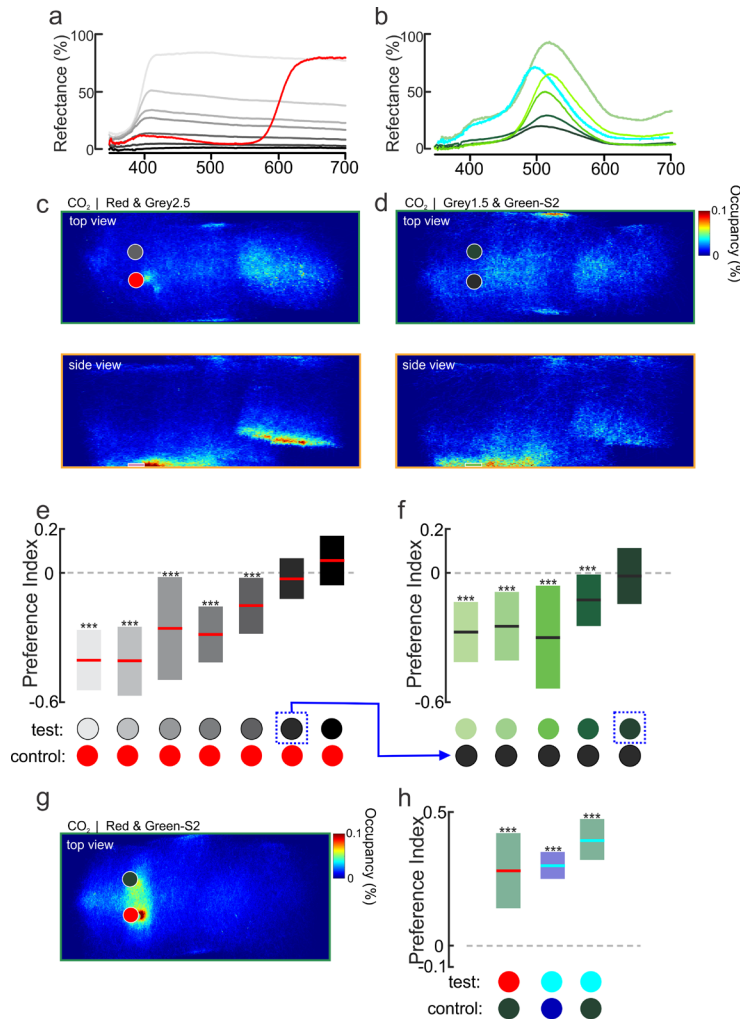 a
b
Refectance (%)
100
50
0
400
500
600
700
Refectance (%)
100
50
0
400
500
600
700
c
CO2 | Red & Grey2.5
top view
d
CO2 | Grey1.5 & Green-S2
top view
0.1
0
Occupancy (%)
side view
side view
e
Preference Index
0.2
0
-0.6
*** *** *** *** ***
f
Preference Index
0.2
0
-0.6
*** *** *** ***
test:
control:
g
CO2 | Red & Green-S2
top view
0.1
0
Occupancy (%)
h
Preference Index
0.5
0
-0.1
*** *** ***
test:
control: